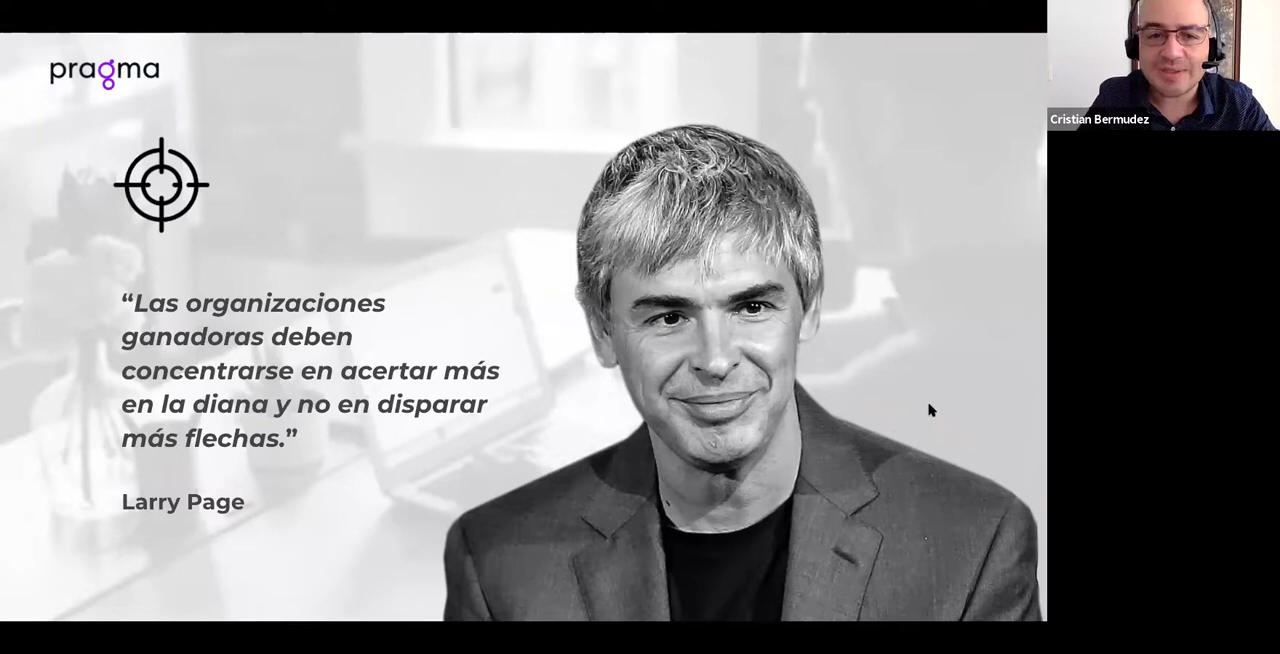 pragma
Cristian Bermudez
“Las organizaciones
ganadoras deben
concentrarse en acertar más
en la diana y no en disparar
más flechas.”
Larry Page